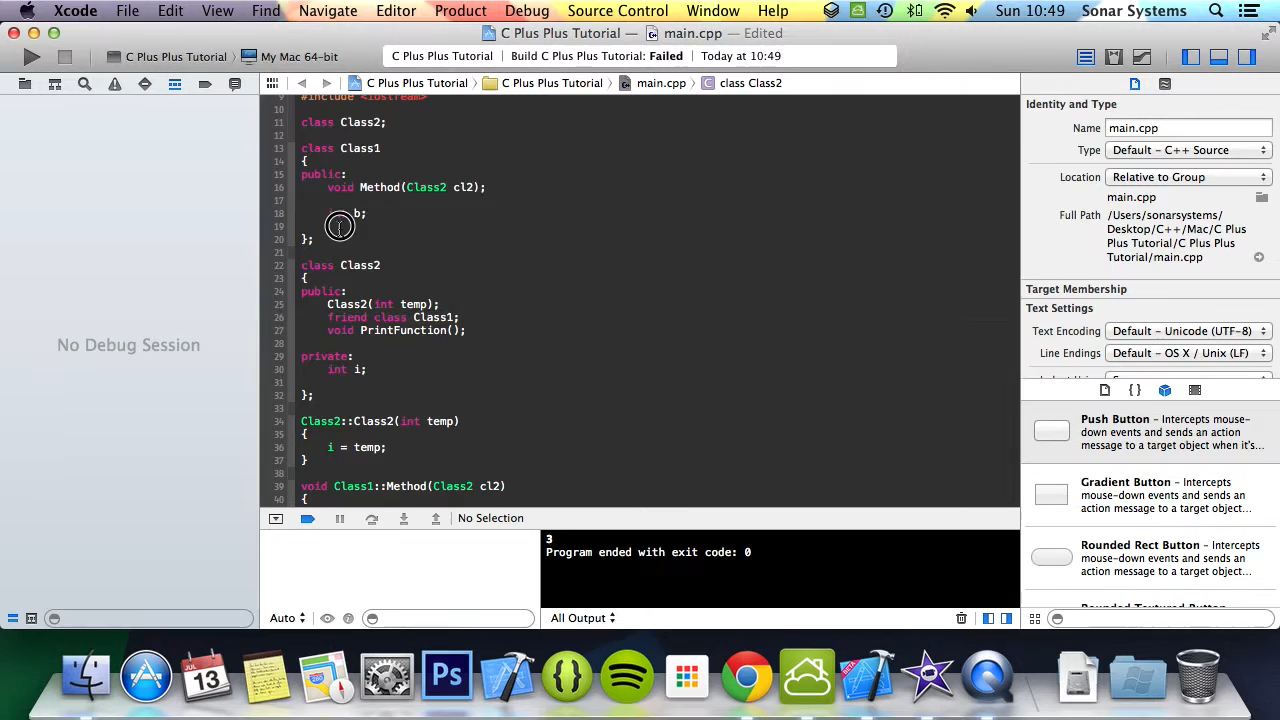 Xcode File Edit View Find Navigate Editor Product Debug Source Control Window Help Sun 10:49 Sonar Systems
C Plus Plus Tutorial — main.cpp — Edited
C Plus Plus Tutorial My Mac 64-bit
C Plus Plus Tutorial Build C Plus Plus Tutorial: Failed Today at 10:49
C Plus Plus Tutorial C Plus Plus Tutorial main.cpp C class Class2
No Debug Session
9 #include <iostream>
10
11 class Class2;
12
13 class Class1
14 {
15 public:
16 void Method(Class2 cl2);
17
18 b;
19
20 };
21
22 class Class2
23 {
24 public:
25 Class2(int temp);
26 friend class Class1;
27 void PrintFunction();
28
29 private:
30 int i;
31
32 };
33
34 Class2::Class2(int temp)
35 {
36 i = temp;
37 }
38
39 void Class1::Method(Class2 cl2)
40 {
No Selection
3
Program ended with exit code: 0
Auto
All Output
Identity and Type
Name main.cpp
Type Default - C++ Source
Location Relative to Group
main.cpp
Full Path /Users/sonarsystems/
Desktop/C++/Mac/C Plus
Plus Tutorial/C Plus Plus
Tutorial/main.cpp
Target Membership
Text Settings
Text Encoding Default - Unicode (UTF-8)
Line Endings Default - OS X / Unix (LF)
{ }
Push Button - Intercepts mouse-
down events and sends an action
message to a target object when it's...
Gradient Button - Intercepts
mouse-down events and sends an
action message to a target object...
Rounded Rect Button - Intercepts
mouse-down events and sends an
action message to a target object...
Rounded Textured Button
JUL
13
280
Ps